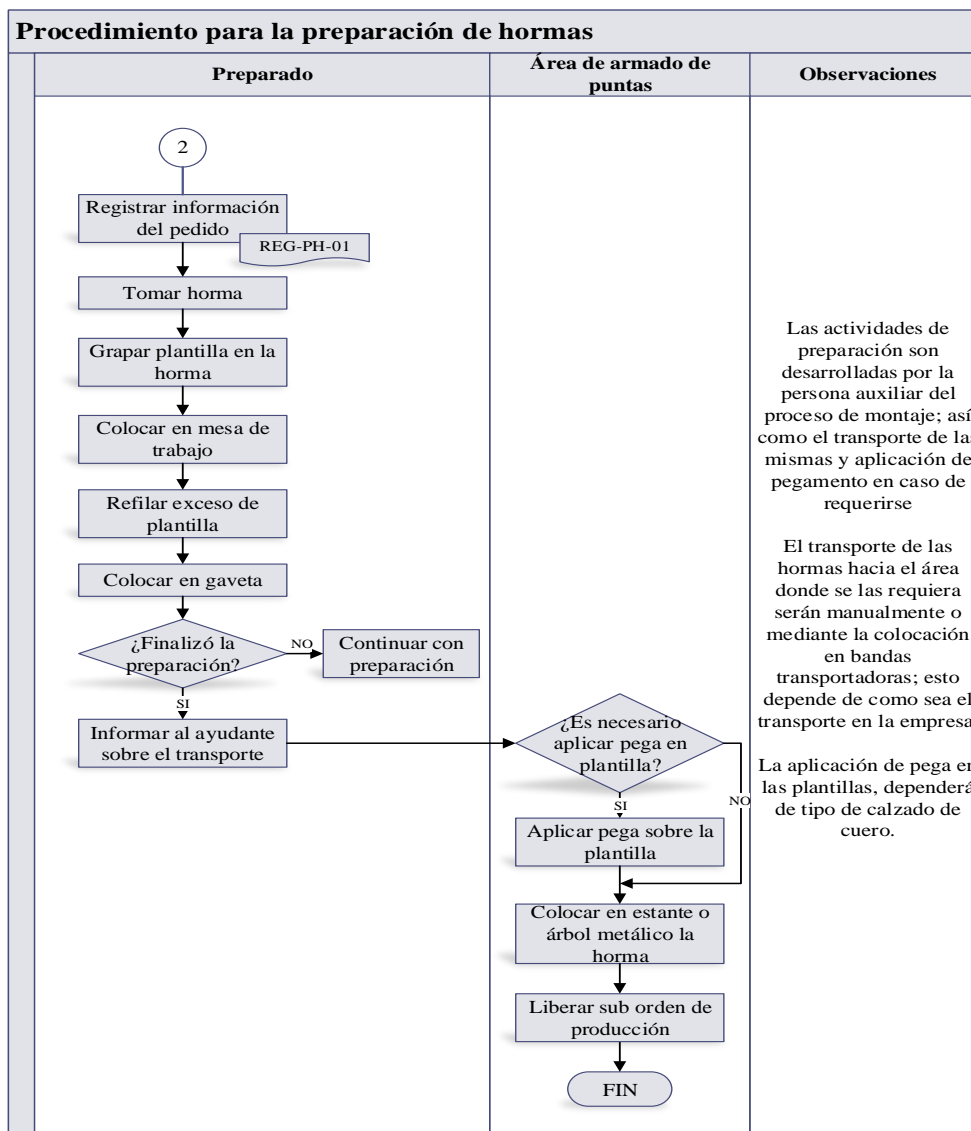 Procedimiento para la preparación de hormas
Preparado
Área de armado de
puntas
Observaciones
2
Registrar información
del pedido
REG-PH-01
Tomar horma
Grapar plantilla en la
horma
Colocar en mesa de
trabajo
Refilar exceso de
plantilla
Colocar en gaveta
¿Finalizó la
preparación?
NO
Continuar con
preparación
SI
Informar al ayudante
sobre el transporte
¿Es necesario
aplicar pega en
plantilla?
NO
SI
Aplicar pega sobre la
plantilla
Colocar en estante o
árbol metálico la
horma
Liberar sub orden de
producción
FIN
Las actividades de
preparación son
desarrolladas por la
persona auxiliar del
proceso de montaje; así
como el transporte de las
mismas y aplicación de
pegamento en caso de
requerirse
El transporte de las
hormas hacia el área
donde se las requiera
serán manualmente o
mediante la colocación
en bandas
transportadoras; esto
depende de como sea el
transporte en la empresa
La aplicación de pega en
las plantillas, dependerá
de tipo de calzado de
cuero.